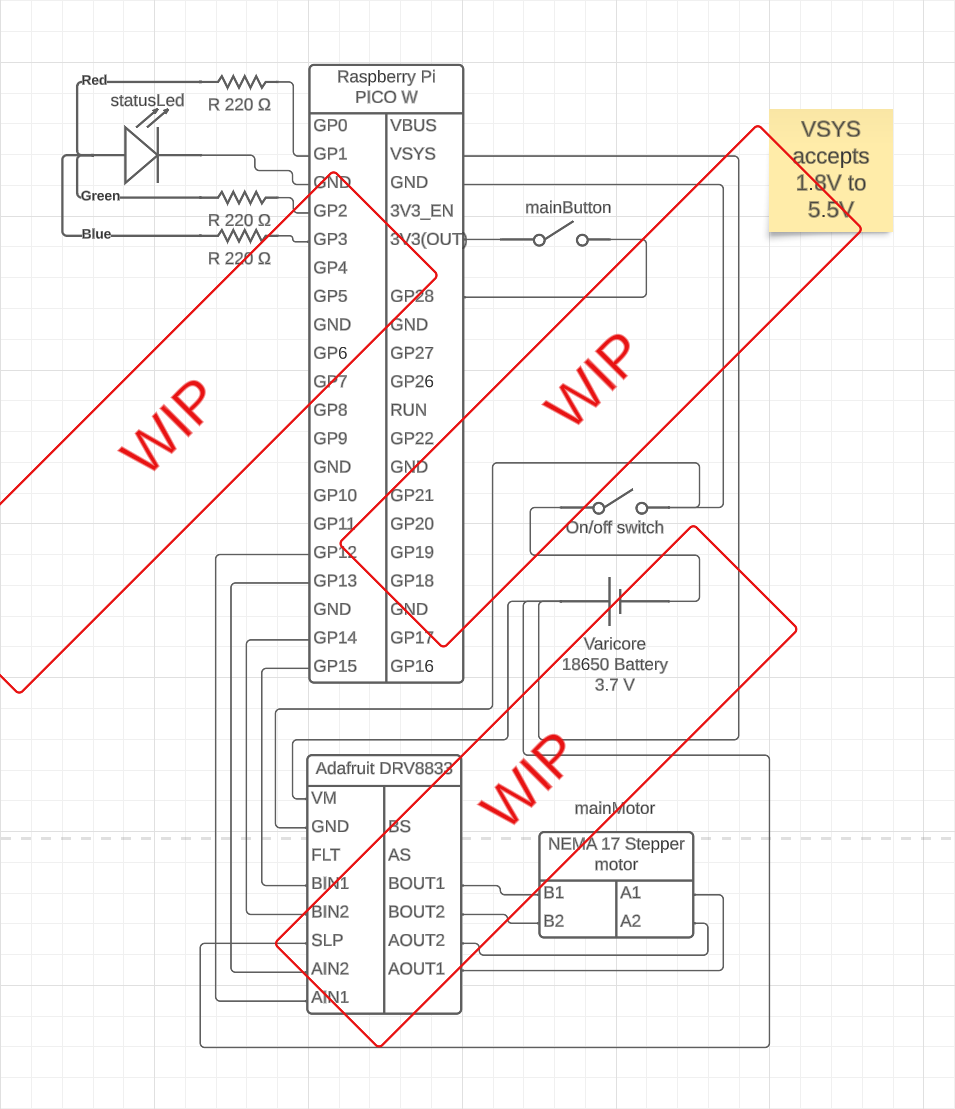 Red
statusLed
R 220 Ω
Green
R 220 Ω
Blue
R 220 Ω
Raspberry Pi
PICO W
GP0 VBUS
GP1 VSYS
GND GND
GP2 3V3_EN
GP3 3V3(OUT)
GP4
GP5 GP28
GND GND
GP6 GP27
GP7 GP26
GP8 RUN
GP9 GP22
GND GND
GP10 GP21
GP11 GP20
GP12 GP19
GP13 GP18
GND GND
GP14 GP17
GP15 GP16
VSYS
accepts
1.8V to
5.5V
mainButton
WIP
WIP
On/off switch
Varicore
18650 Battery
3.7 V
WIP
Adafruit DRV8833
VM
GND BS
FLT AS
BIN1 BOUT1
BIN2 BOUT2
SLP AOUT2
AIN2 AOUT1
AIN1
mainMotor
NEMA 17 Stepper
motor
B1 A1
B2 A2